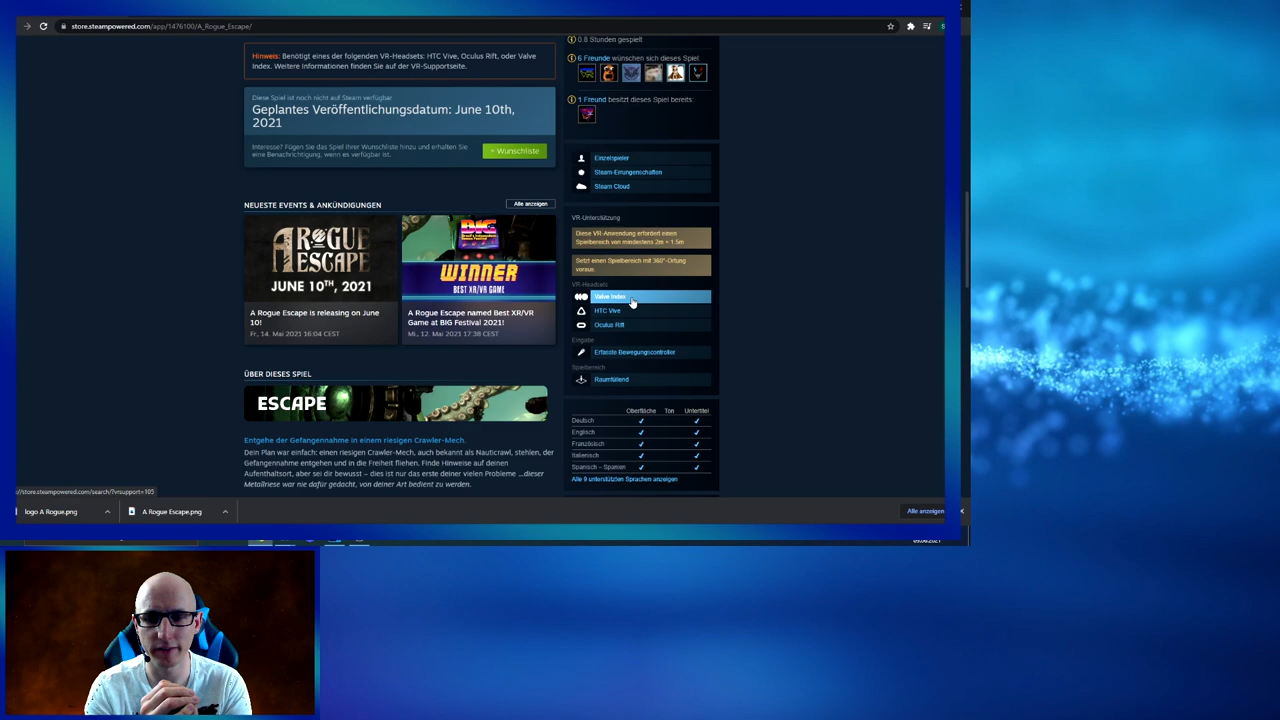 store.steampowered.com/app/1476100/A_Rogue_Escape/
Hinweis: Benötigt eines der folgenden VR-Headsets: HTC Vive, Oculus Rift, oder Valve
Index. Weitere Informationen finden Sie auf der VR-Supportseite.
Diese Spiel ist noch nicht auf Steam verfügbar
Geplantes Veröffentlichungsdatum: June 10th,
2021
Interesse? Fügen Sie das Spiel Ihrer Wunschliste hinzu und erhalten Sie
eine Benachrichtigung, wenn es verfügbar ist.
+ Wunschliste
NEUESTE EVENTS & ANKÜNDIGUNGEN
Alle anzeigen
A ROGUE
ESCAPE
JUNE 10TH, 2021
A Rogue Escape is releasing on June
10!
Fr., 14. Mai 2021 16:04 CEST
BIG
WINNER
BEST XR/VR GAME
A Rogue Escape named Best XR/VR
Game at BIG Festival 2021!
Mi., 12. Mai 2021 17:38 CEST
ÜBER DIESES SPIEL
ESCAPE
Entgehe der Gefangennahme in einem riesigen Crawler-Mech.
Dein Plan war einfach: einen riesigen Crawler-Mech, auch bekannt als Nauticrawl, stehlen, der
Gefangennahme entgehen und in die Freiheit fliehen. Finde Hinweise auf deinen
Aufenthaltsort, aber sei dir bewusst – dies ist nur das erste deiner vielen Probleme ...dieser
Metallriese war nie dafür gedacht, von deiner Art bedient zu werden.
0.8 Stunden gespielt
6 Freunde wünschen sich dieses Spiel:
1 Freund besitzt dieses Spiel bereits:
Einzelspieler
Steam-Errungenschaften
Steam Cloud
VR-Unterstützung
Diese VR-Anwendung erfordert einen
Spielbereich von mindestens 2m × 1.5m
Setzt einen Spielbereich mit 360°-Ortung
voraus.
VR-Headsets
Valve Index
HTC Vive
Oculus Rift
Eingabe
Erfasste Bewegungscontroller
Spielbereich
Raumfüllend
Oberfläche Ton Untertitel
Deutsch ✓ ✓
Englisch ✓ ✓
Französisch ✓ ✓
Italienisch ✓ ✓
Spanisch – Spanien ✓ ✓
Alle 9 unterstützten Sprachen anzeigen
://store.steampowered.com/search/?vrsupport=105
logo A Rogue.png
A Rogue Escape.png
Alle anzeigen